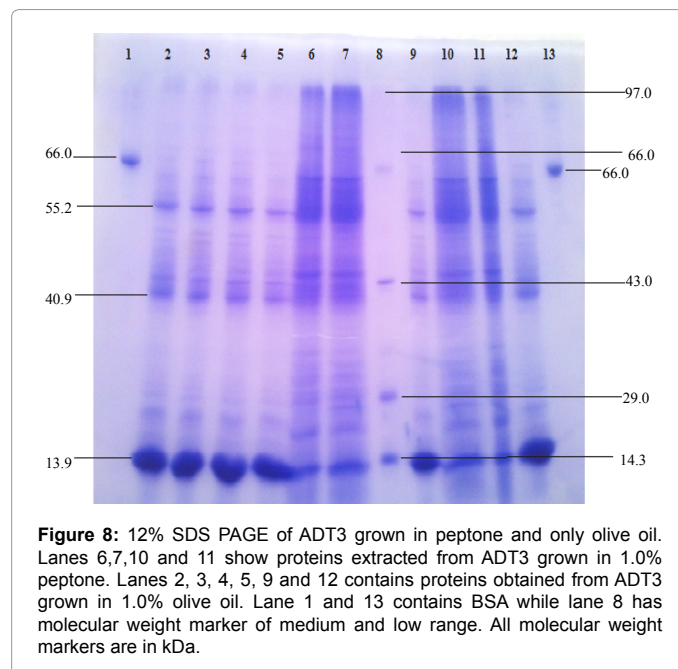 1 2 3 4 5 6 7 8 9 10 11 12 13
97.0
66.0 66.0
66.0
55.2
43.0
40.9
29.0
13.9 14.3
Figure 8: 12% SDS PAGE of ADT3 grown in peptone and only olive oil.
Lanes 6,7,10 and 11 show proteins extracted from ADT3 grown in 1.0%
peptone. Lanes 2, 3, 4, 5, 9 and 12 contains proteins obtained from ADT3
grown in 1.0% olive oil. Lane 1 and 13 contains BSA while lane 8 has
molecular weight marker of medium and low range. All molecular weight
markers are in kDa.